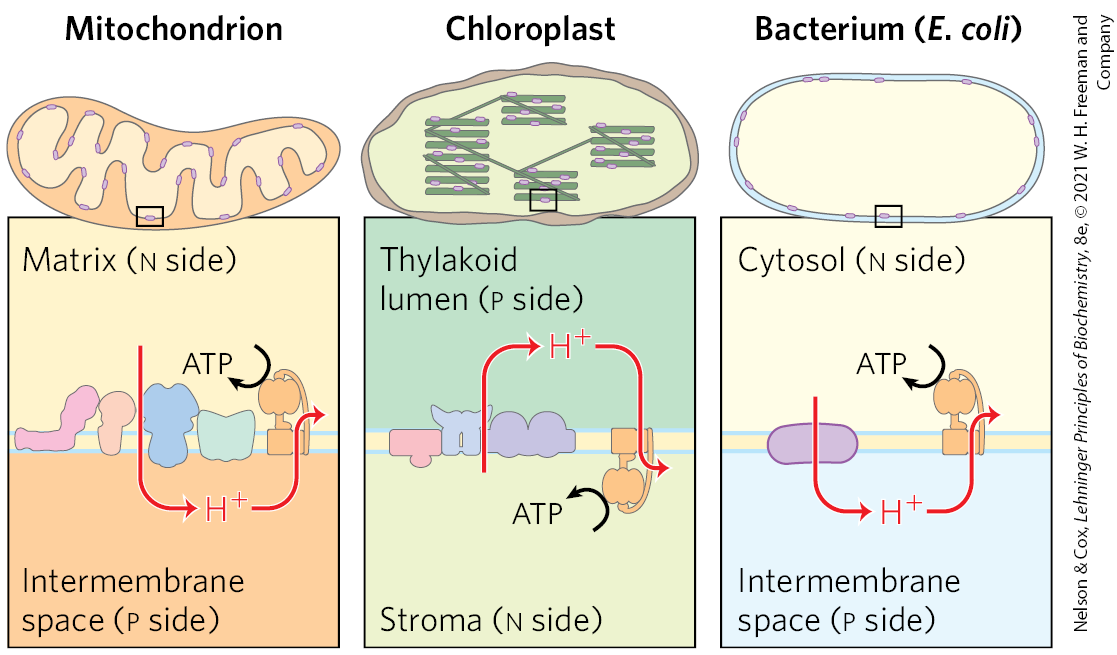 Mitochondrion
Matrix (N side)
ATP
H+
Intermembrane
space (P side)
Chloroplast
Thylakoid
lumen (P side)
H+
ATP
Stroma (N side)
Bacterium (E. coli)
Cytosol (N side)
ATP
H+
Intermembrane
space (P side)
Nelson & Cox, Lehninger Principles of Biochemistry, 8e, © 2021 W. H. Freeman and
Company